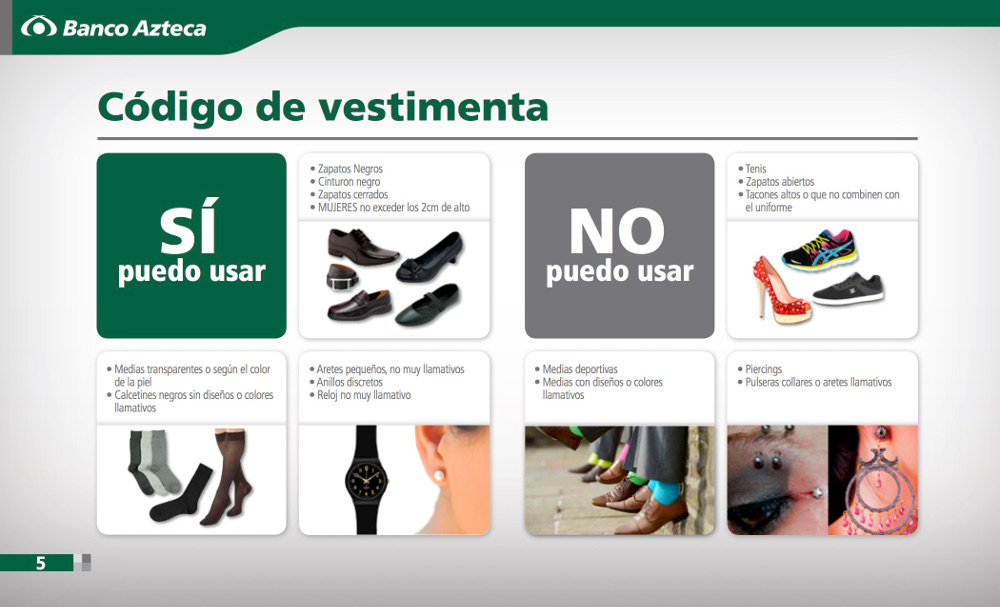 Banco Azteca
Código de vestimenta
SÍ
puedo usar
• Zapatos Negros
• Cinturon negro
• Zapatos cerrados
• MUJERES no exceder los 2cm de alto
NO
puedo usar
• Tenis
• Zapatos abiertos
• Tacones altos o que no combinen con
el uniforme
• Medias transparentes o según el color
de la piel
• Calcetines negros sin diseños o colores
llamativos
• Aretes pequeños, no muy llamativos
• Anillos discretos
• Reloj no muy llamativo
• Medias deportivas
• Medias con diseños o colores
llamativos
• Piercings
• Pulseras collares o aretes llamativos
5